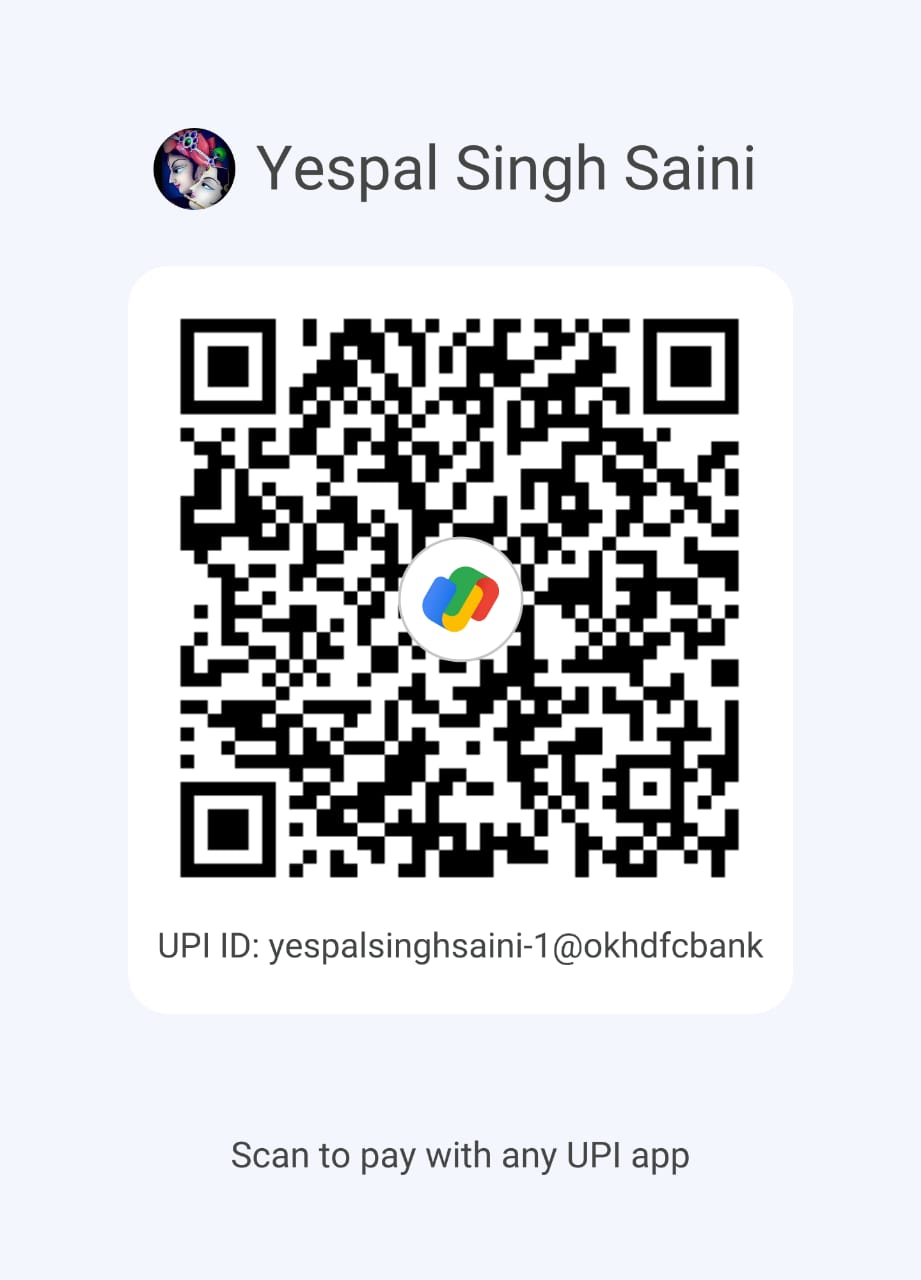 Yespal Singh Saini
UPI ID: yespalsinghsaini-1@okhdfcbank
Scan to pay with any UPI app